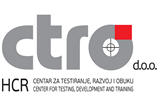 ctro d.o.o.
HCR CENTAR ZA TESTIRANJE, RAZVOJ I OBUKU
CENTER FOR TESTING, DEVELOPMENT AND TRAINING